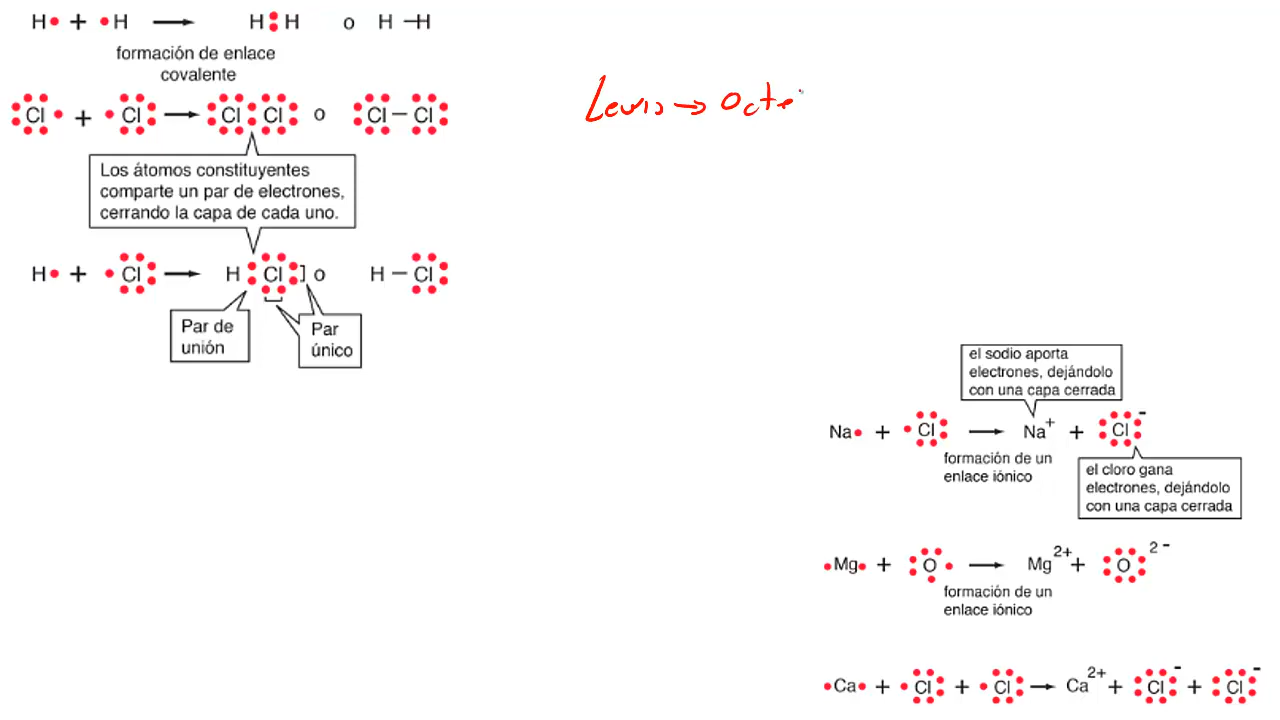 H + H → H H o H – H
formación de enlace
covalente
Cl + Cl → Cl Cl o Cl – Cl
Lewis → Octe
Los átomos constituyentes
comparte un par de electrones,
cerrando la capa de cada uno.
H + Cl → H Cl o H – Cl
Par de
unión
Par
único
el sodio aporta
electrones, dejándolo
con una capa cerrada
Na + Cl → Na+ + Cl-
formación de un
enlace iónico
el cloro gana
electrones, dejándolo
con una capa cerrada
Mg + O → Mg2+ + O2-
formación de un
enlace iónico
Ca + Cl + Cl → Ca2+ + Cl- + Cl-